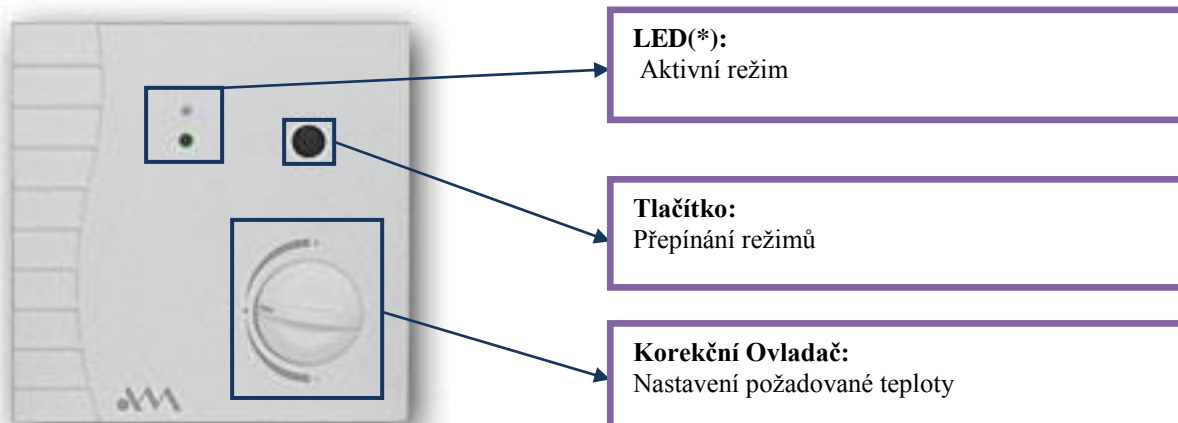 LED(*):
Aktivní režim
Tlačítko:
Přepínání režimů
Korekční Ovladač:
Nastavení požadované teploty